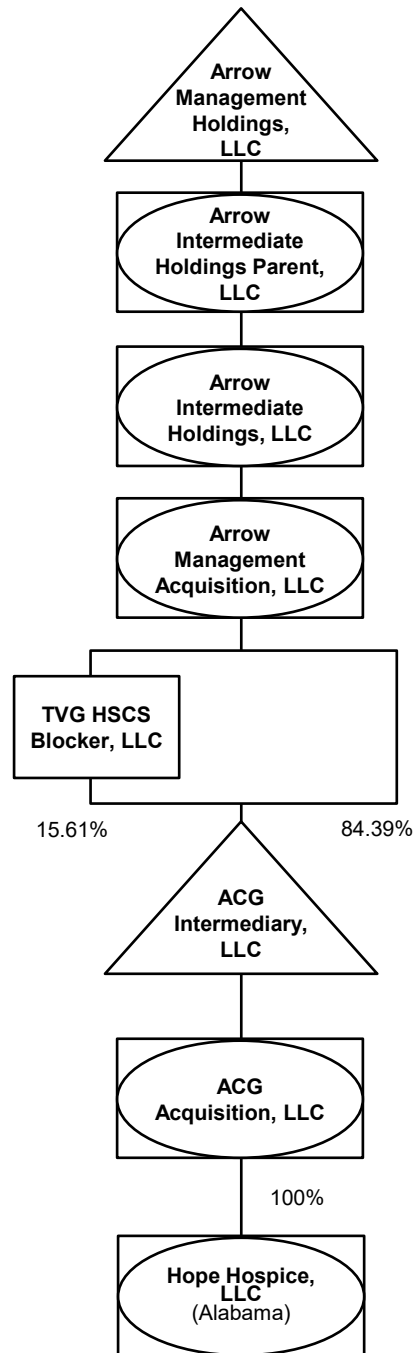 Arrow
Management
Holdings,
LLC
Arrow
Intermediate
Holdings Parent,
LLC
Arrow
Intermediate
Holdings, LLC
Arrow
Management
Acquisition, LLC
TVG HSCS
Blocker, LLC
15.61%
84.39%
ACG
Intermediary,
LLC
ACG
Acquisition, LLC
100%
Hope Hospice,
LLC
(Alabama)